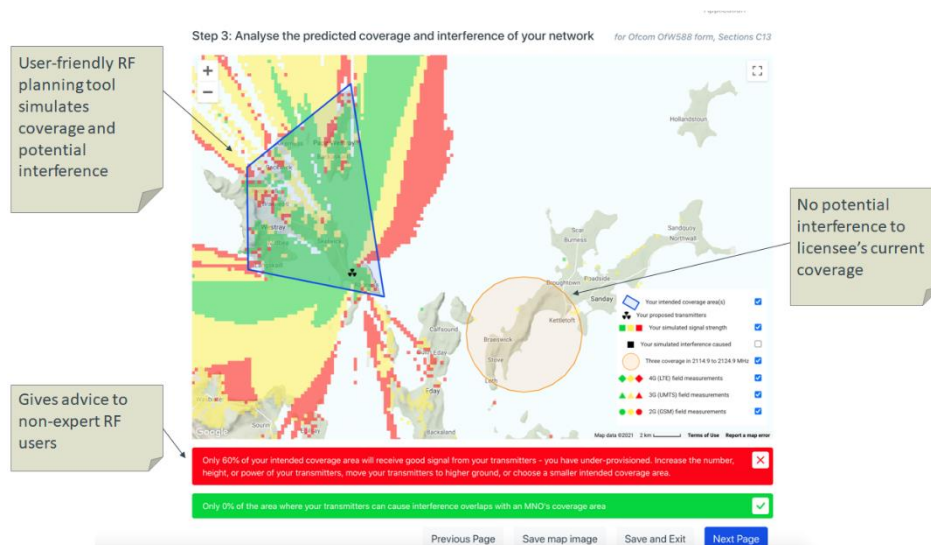 Step 3: Analyse the predicted coverage and interference of your network
for Ofcom OfW588 form, Sections C13
User-friendly RF
planning tool
simulates
coverage and
potential
interference
+
−
Hollandstoun
Westray
Scar
Burness
Sandquoy
Northwall
Broughtown
Roadside
Sanday
Kettletoft
Braeswick
Stove
Calfsound
Eday
Backaland
Google
No potential
interference to
licensee's current
coverage
Your intended coverage area(s)
Your proposed transmitters
Your simulated signal strength
Your simulated interference caused
Three coverage in 2114.9 to 2124.9 MHz
4G (LTE) field measurements
3G (UMTS) field measurements
2G (GSM) field measurements
Map data ©2021 2 km Terms of Use Report a map error
Gives advice to
non-expert RF
users
Only 60% of your intended coverage area will receive good signal from your transmitters - you have under-provisioned. Increase the number,
height, or power of your transmitters, move your transmitters to higher ground, or choose a smaller intended coverage area.
Only 0% of the area where your transmitters can cause interference overlaps with an MNO's coverage area
Previous Page Save map image Save and Exit Next Page